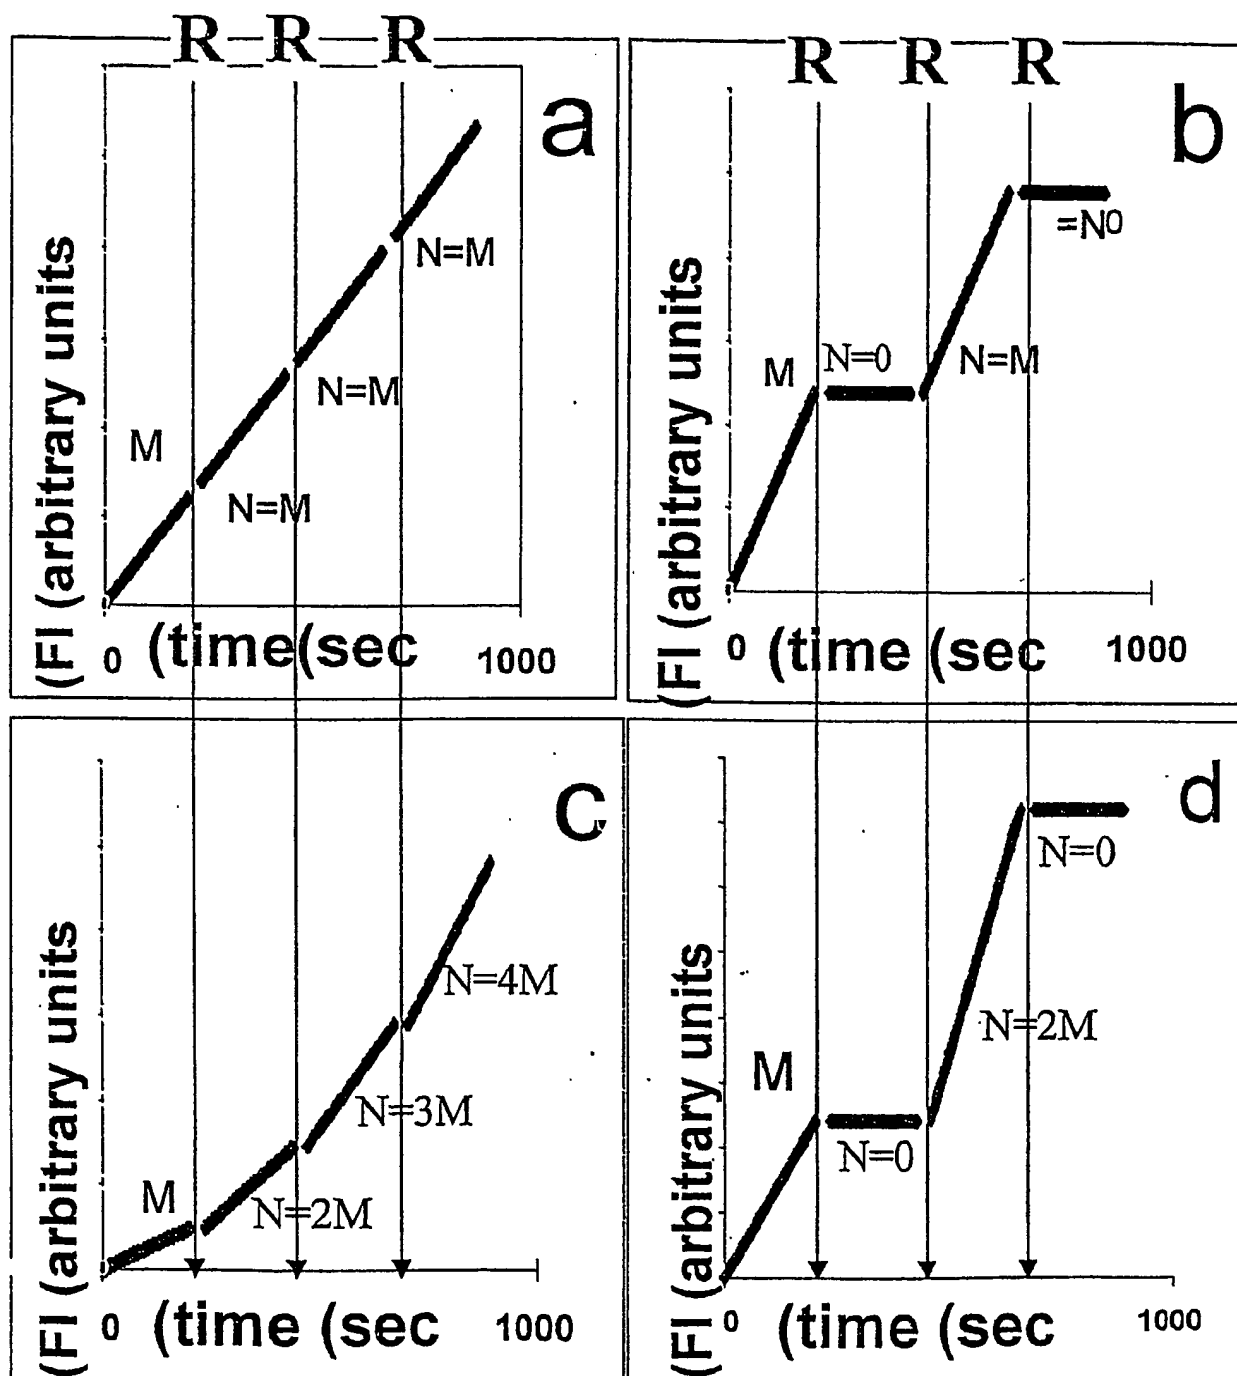 R R R
a
(FI (arbitrary units
M
N=M
N=M
N=M
0 (time(sec 1000
R R R
b
(FI (arbitrary units
M
N=0
N=M
=N0
0 (time (sec 1000
c
(FI (arbitrary units
M
N=2M
N=3M
N=4M
0 (time (sec 1000
d
(FI (arbitrary units
M
N=0
N=2M
N=0
0 (time (sec 1000